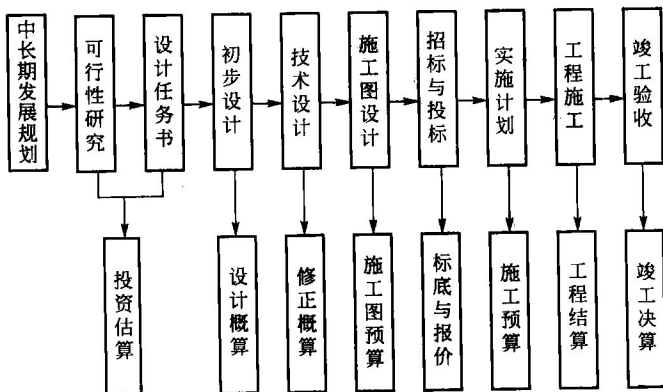 中长期发展规划
可行性研究
设计任务书
初步设计
技术设计
施工图设计
招标与投标
实施计划
工程施工
竣工验收
投资估算
设计概算
修正概算
施工图预算
标底与报价
施工预算
工程结算
竣工决算